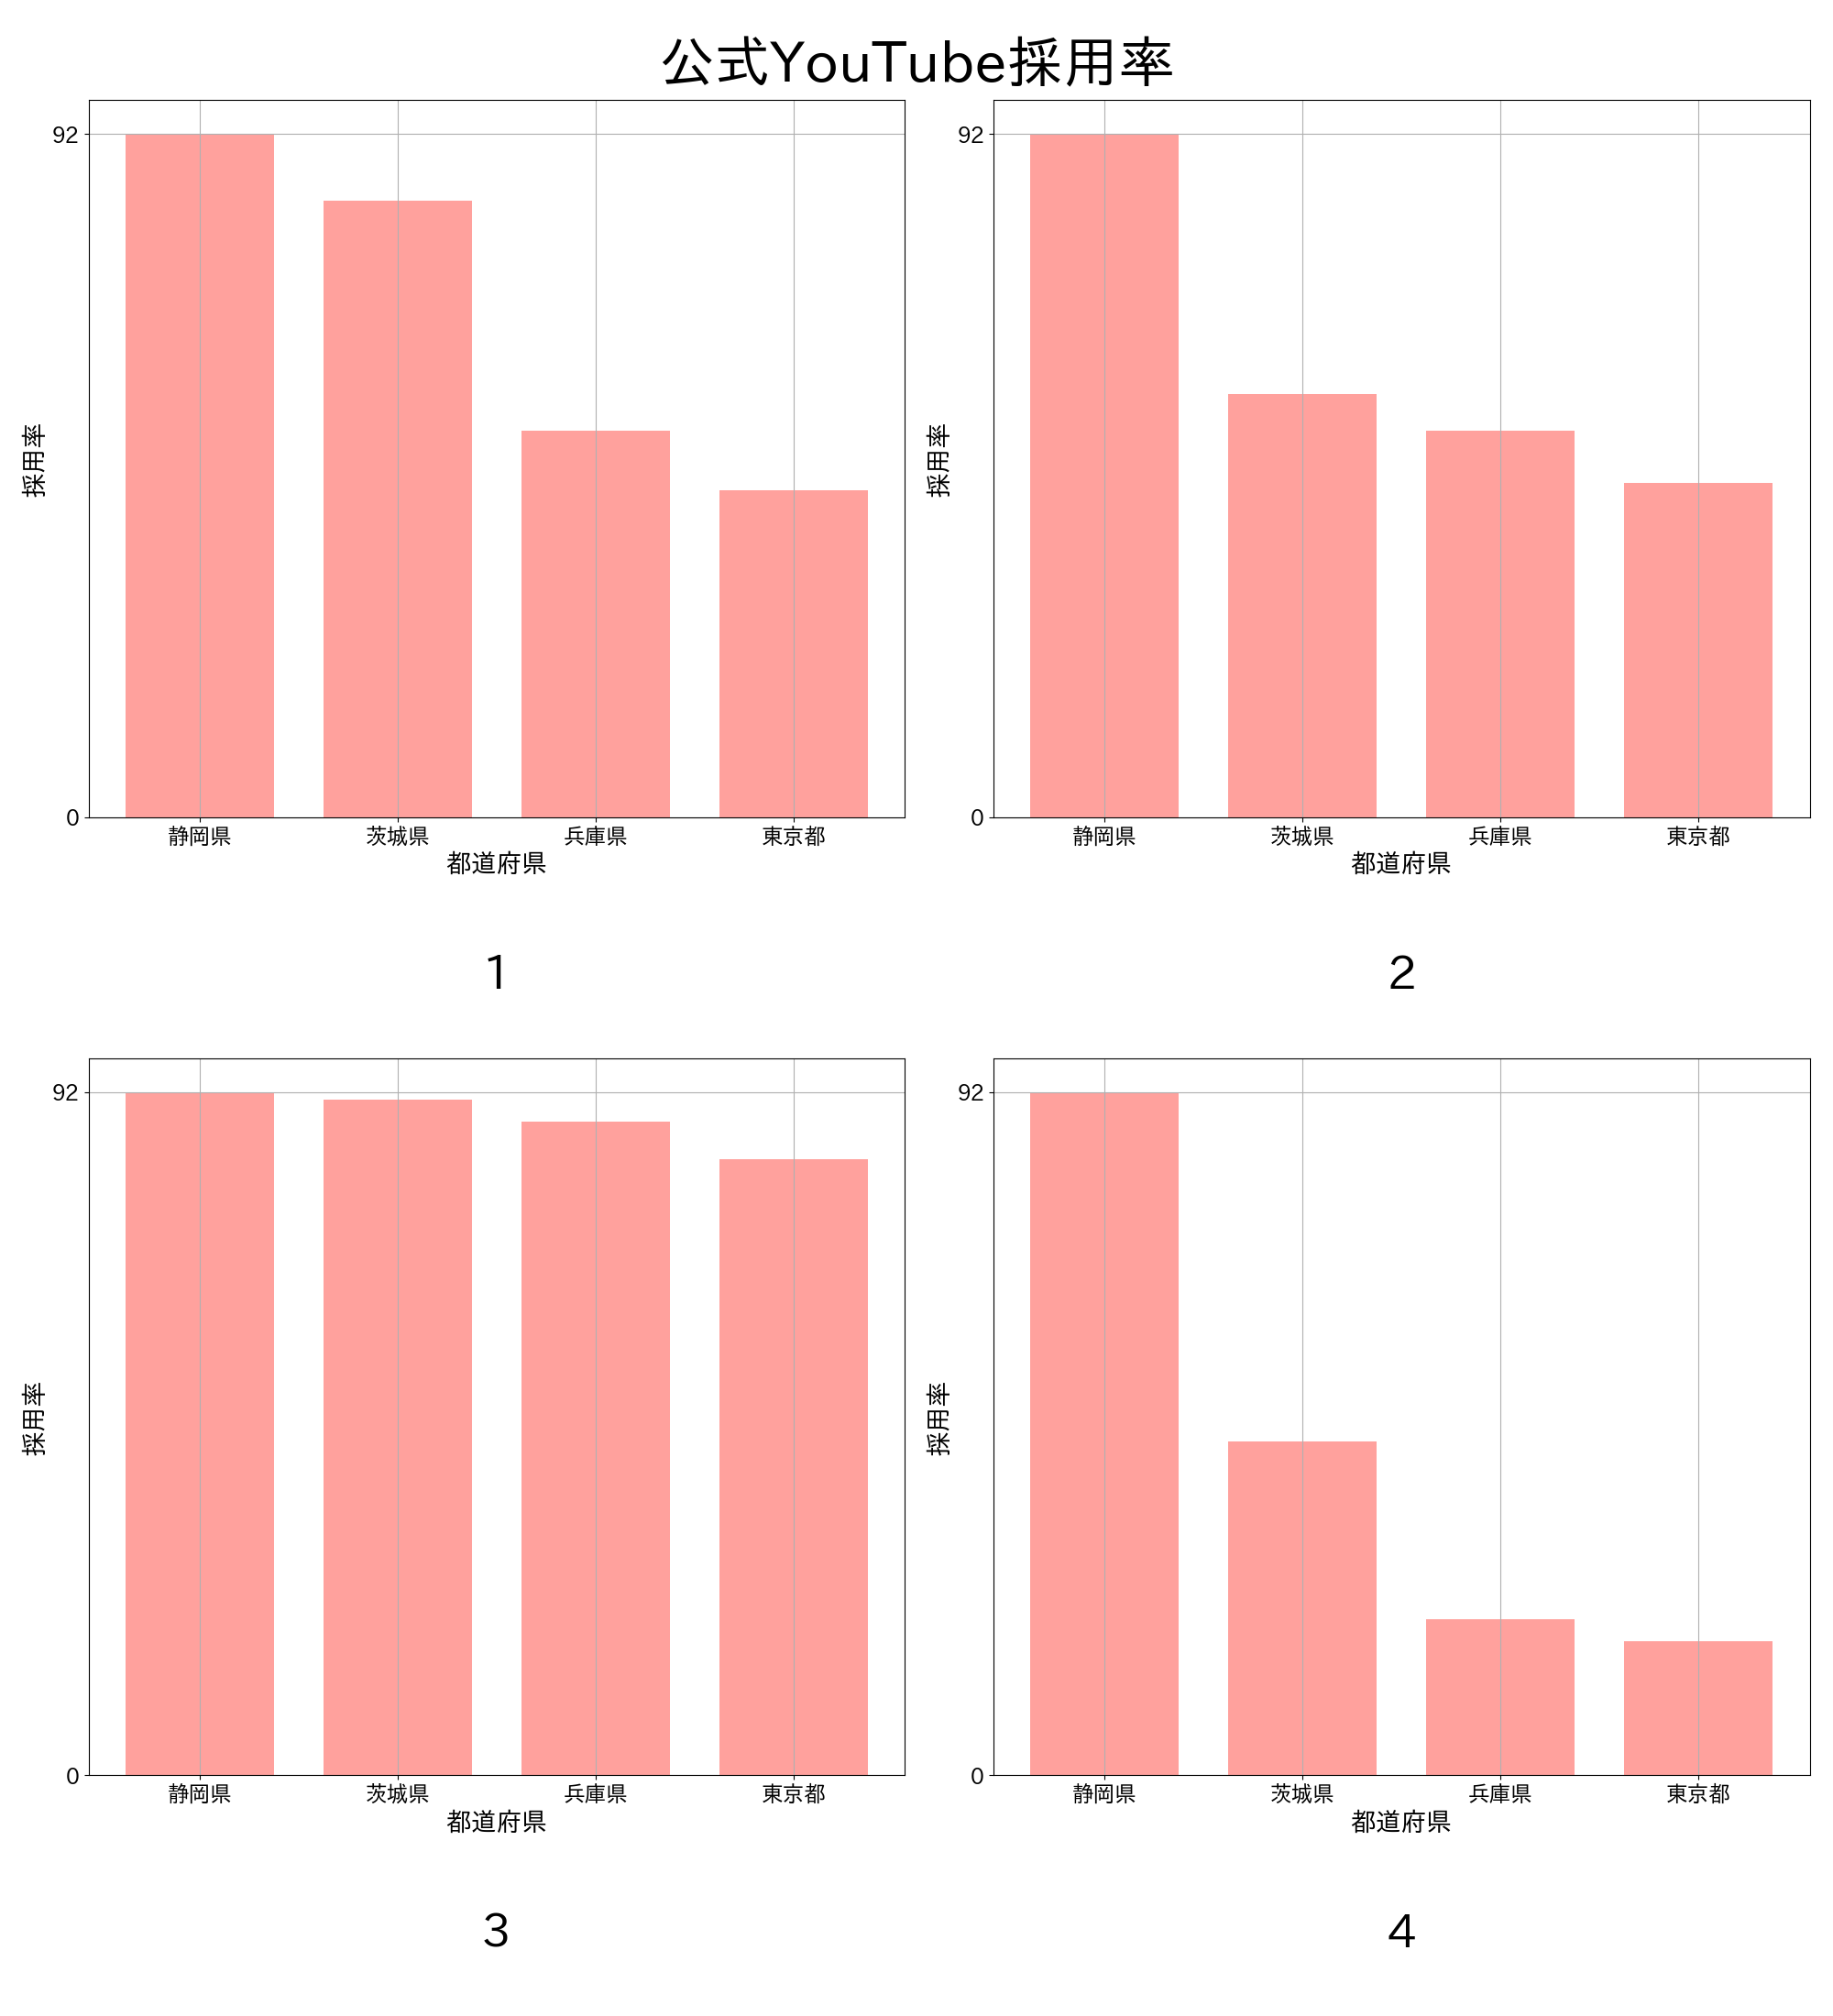 公式YouTube採用率
92
採用率
0
静岡県 茨城県 兵庫県 東京都
都道府県
1
92
採用率
0
静岡県 茨城県 兵庫県 東京都
都道府県
2
92
採用率
0
静岡県 茨城県 兵庫県 東京都
都道府県
3
92
採用率
0
静岡県 茨城県 兵庫県 東京都
都道府県
4